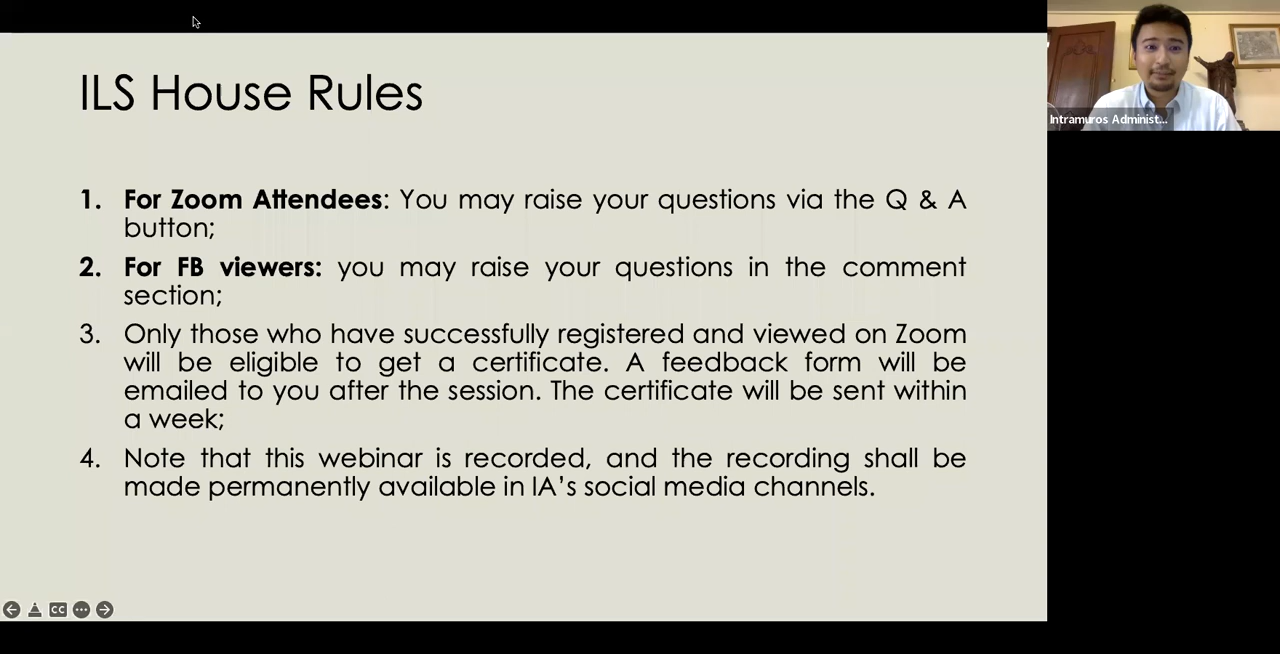 ILS House Rules
1. For Zoom Attendees: You may raise your questions via the Q & A
button;
2. For FB viewers: you may raise your questions in the comment
section;
3. Only those who have successfully registered and viewed on Zoom
will be eligible to get a certificate. A feedback form will be
emailed to you after the session. The certificate will be sent within
a week;
4. Note that this webinar is recorded, and the recording shall be
made permanently available in IA’s social media channels.
CC
Intramuros Administ...